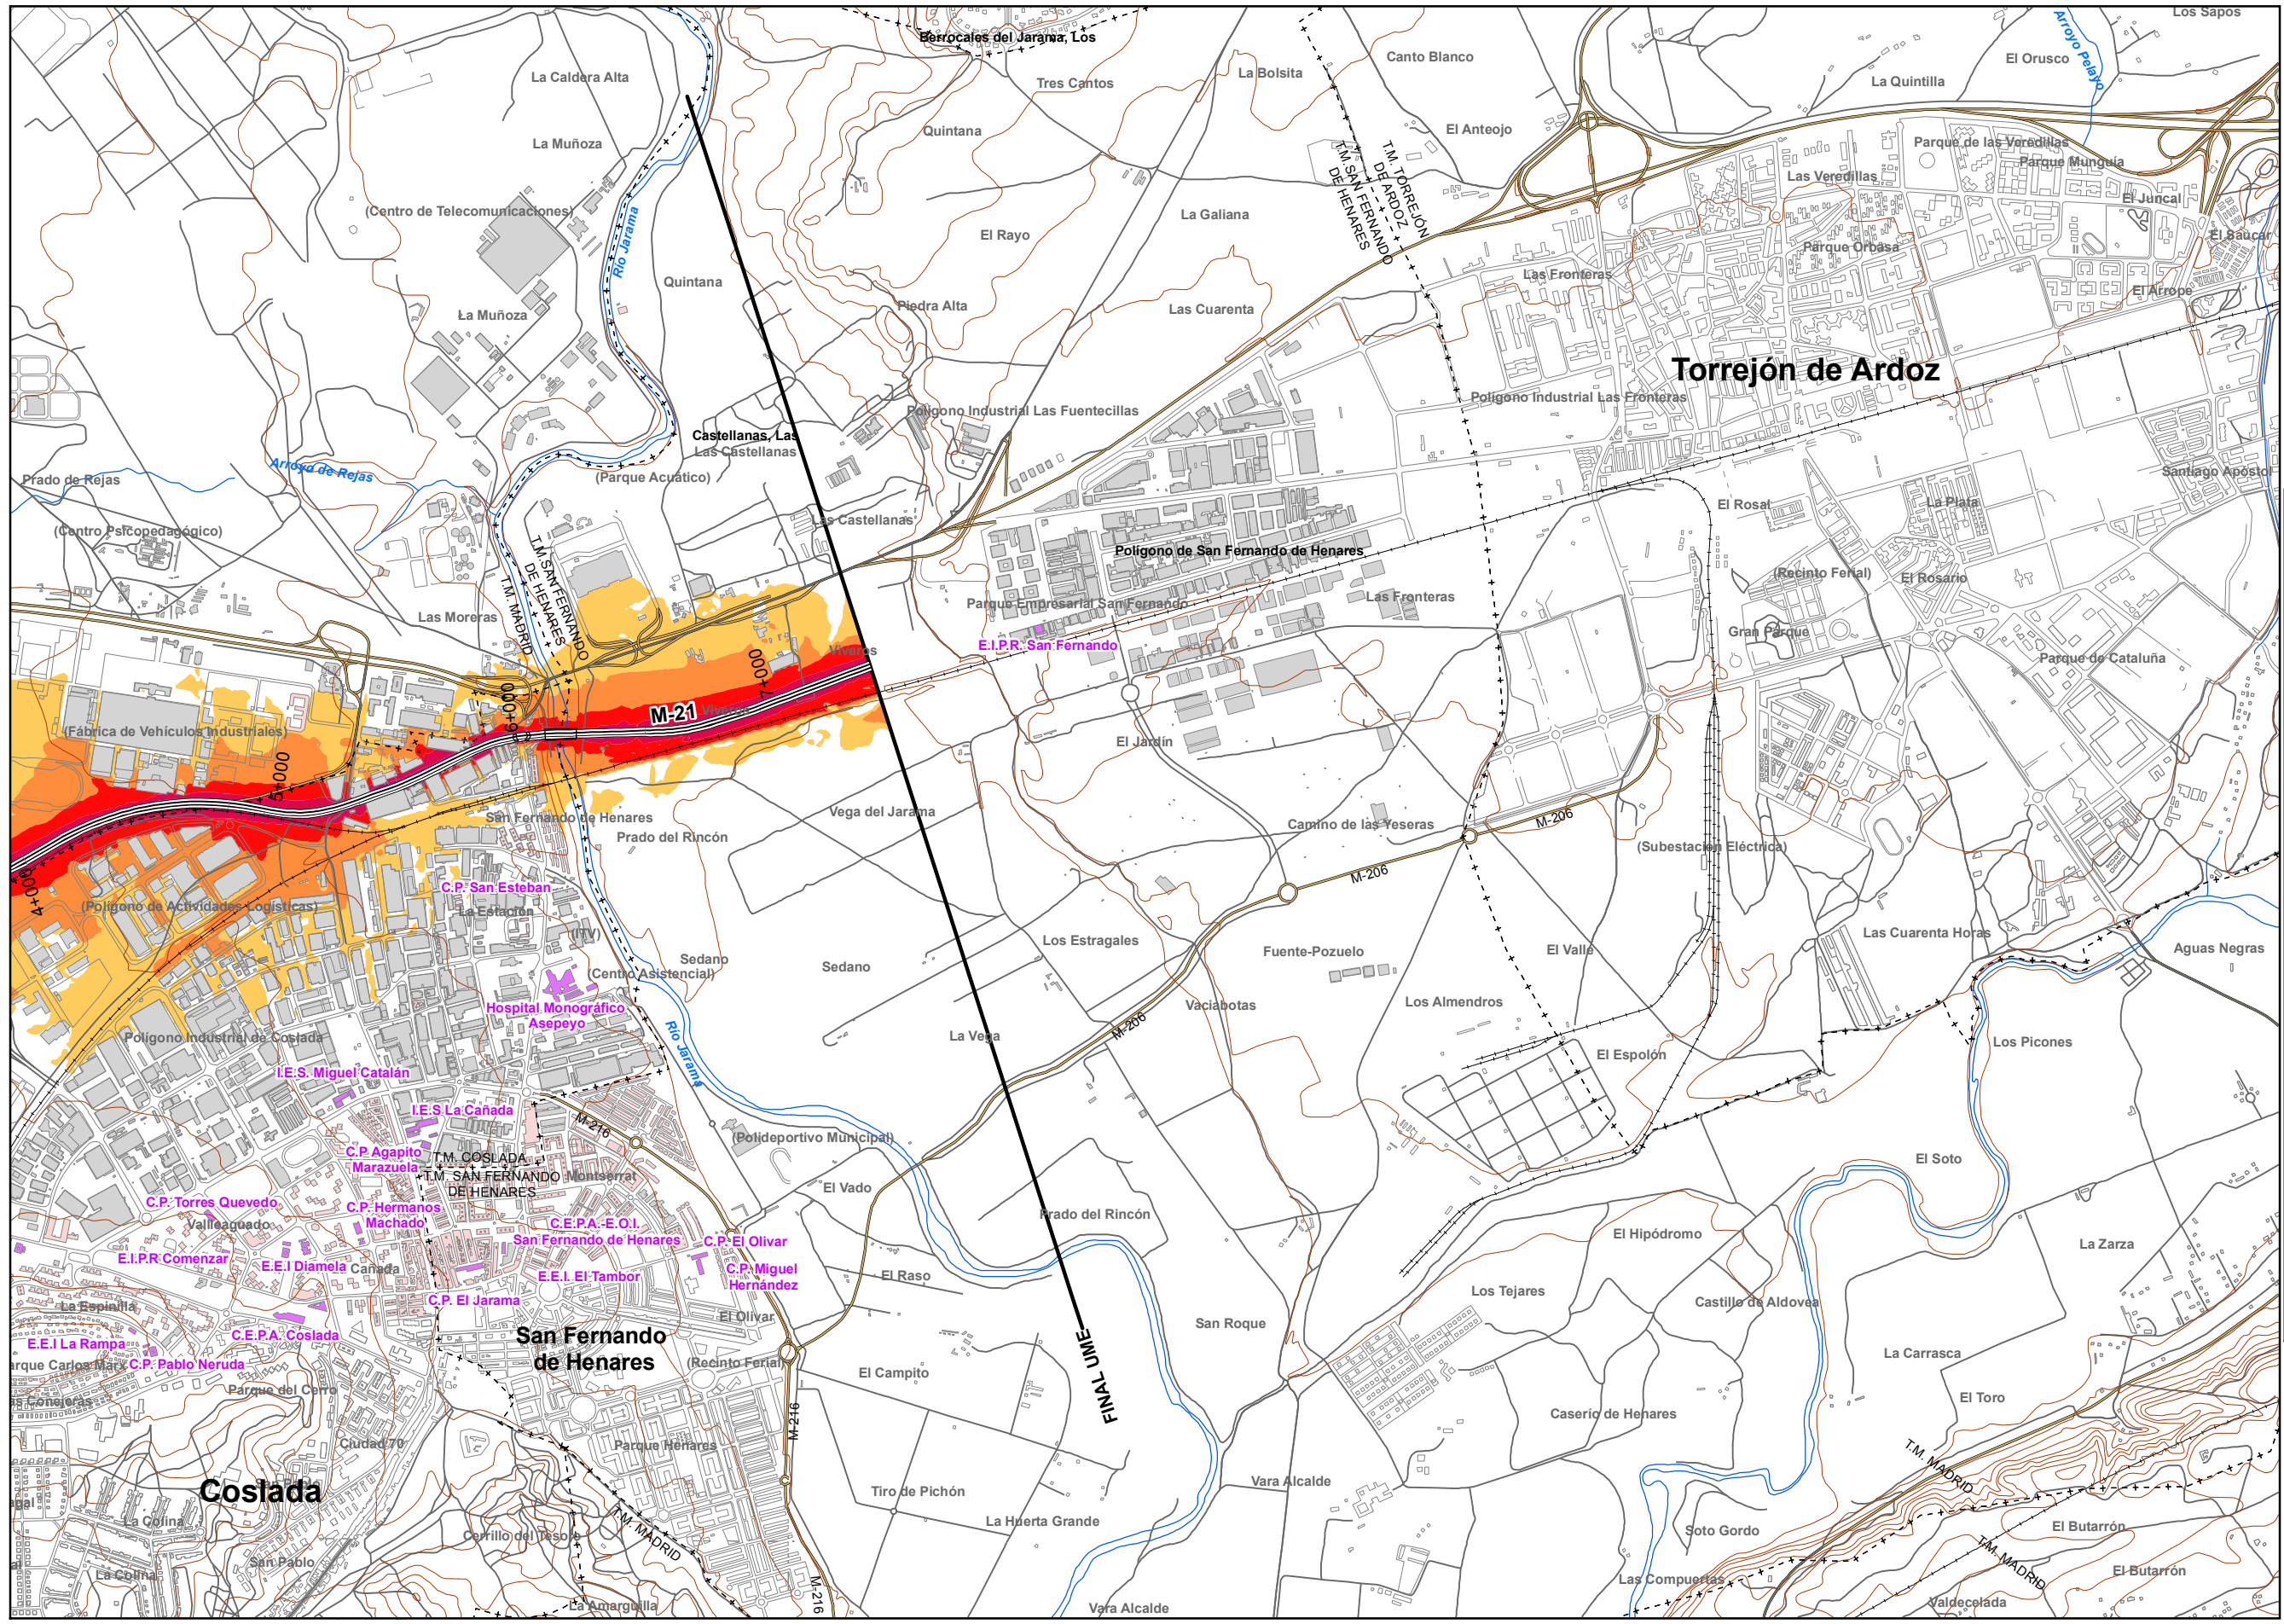 Los Sapos
Berrocales del Jarama, Los
Arroyo Pelayo
La Caldera Alta
Tres Cantos
La Bolsita
Canto Blanco
El Orusco
La Quintilla
La Muñoza
Quintana
El Anteojo
Parque de las Veredillas
Parque Munguía
Las Veredillas
T.M. TORREJÓN
DE ARDOZ
T.M. SAN FERNANDO
DE HENARES
(Centro de Telecomunicaciones)
Río Jarama
La Galiana
El Juncal
El Rayo
El Saucar
Parque Orbasa
Quintana
Las Fronteras
El Arrope
La Muñoza
Piedra Alta
Las Cuarenta
Torrejón de Ardoz
Polígono Industrial Las Fronteras
Polígono Industrial Las Fuentecillas
Castellanas, Las
Las Castellanas
Arroyo de Rejas
Prado de Rejas
(Parque Acuático)
Santiago Apóstol
El Rosal
La Plata
Las Castellanas
(Centro Psicopedagógico)
T.M. SAN FERNANDO
DE HENARES
T.M. MADRID
Polígono de San Fernando de Henares
(Recinto Ferial)
El Rosario
Las Moreras
Parque Empresarial San Fernando
Las Fronteras
Gran Parque
E.I.P.R. San Fernando
Viveros
Parque de Cataluña
7+000
6+000
M-21
Viveros
(Fábrica de Vehículos Industriales)
El Jardín
5+000
San Fernando de Henares
Prado del Rincón
Vega del Jarama
Camino de las Yeseras
M-206
(Subestación Eléctrica)
M-206
4+000
C.P. San Esteban
(Polígono de Actividades Logísticas)
La Estación
(ITV)
Las Cuarenta Horas
Los Estragales
Fuente-Pozuelo
El Valle
Aguas Negras
Sedano
(Centro Asistencial)
Sedano
Hospital Monográfico
Asepeyo
Los Almendros
Vaciabotas
M-206
La Vega
Polígono Industrial de Coslada
Río Jarama
El Espolón
Los Picones
I.E.S. Miguel Catalán
I.E.S La Cañada
M-216
(Polideportivo Municipal)
C.P. Agapito
Marazuela
T.M. COSLADA
T.M. SAN FERNANDO
DE HENARES
Montserrat
El Soto
El Vado
C.P. Torres Quevedo
Valleaguado
C.P. Hermanos
Machado
C.E.P.A.-E.O.I.
San Fernando de Henares
Prado del Rincón
C.P. El Olivar
El Hipódromo
La Zarza
E.I.P.R Comenzar
E.E.I Diamela
Cañada
E.E.I. El Tambor
C.P. Miguel
Hernández
El Raso
Los Tejares
Castillo de Aldovea
La Espinilla
C.P. El Jarama
El Olivar
San Roque
FINAL UME
E.E.I La Rampa
C.E.P.A. Coslada
San Fernando
de Henares
(Recinto Ferial)
La Carrasca
arque Carlos Marx
C.P. Pablo Neruda
El Campito
Parque del Cerro
El Toro
as Conejeras
M-216
Caserío de Henares
Ciudad 70
Parque Henares
T.M. MADRID
Coslada
Tiro de Pichón
Vara Alcalde
La Colina
Cerrillo del Tesoro
La Huerta Grande
Soto Gordo
El Butarrón
T.M. MADRID
T.M. MADRID
San Pablo
La Colina
M-216
Las Compuertas
El Butarrón
La Amarguilla
Vara Alcalde
Valdecelada